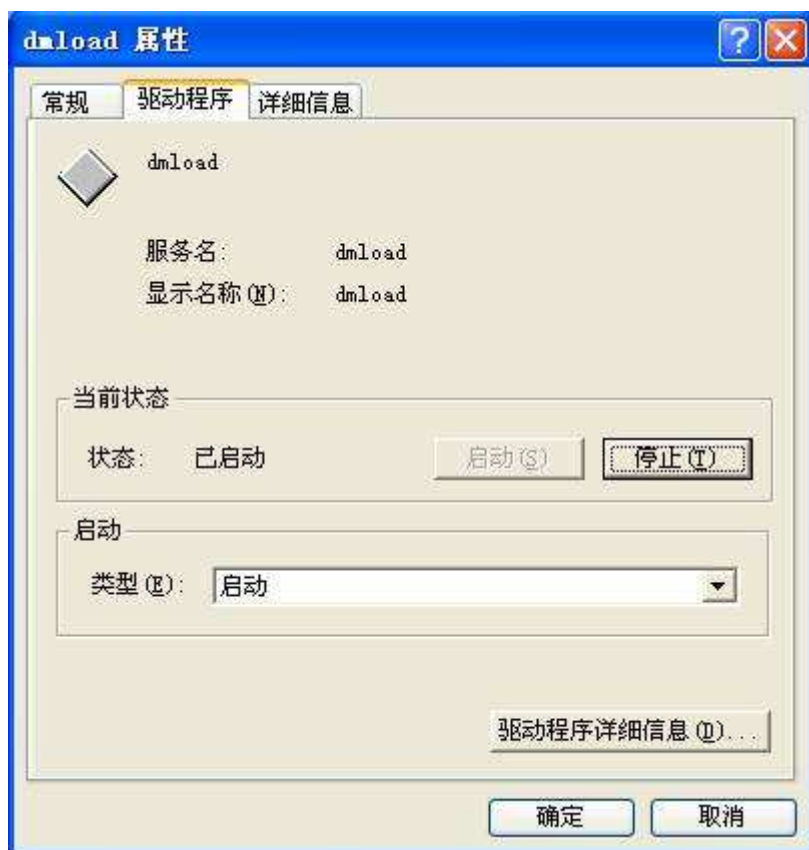 dmload 属性
常规 驱动程序 详细信息
dmload
服务名: dmload
显示名称(N): dmload
当前状态
状态: 已启动 启动(S) 停止(T)
启动
类型(E): 启动
驱动程序详细信息(D)...
确定 取消